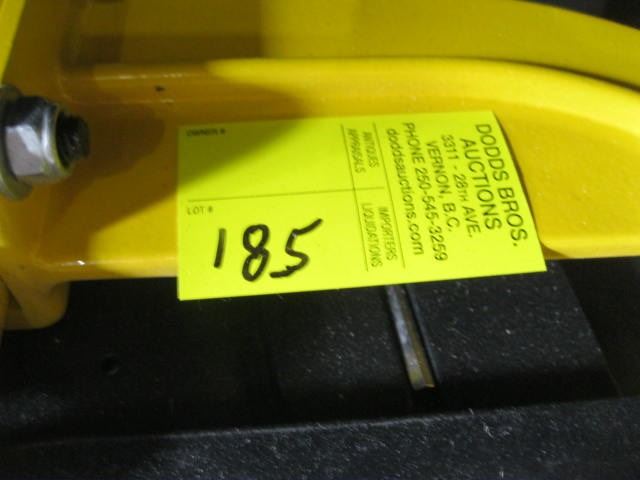 OWNER #
LOT #
185
DODDS BROS.
AUCTIONS
3311 - 28TH AVE.
VERNON, B.C.
PHONE 250-545-3259
doddsauctions.com
ANTIQUES IMPORTERS
APPRAISALS LIQUIDATIONS